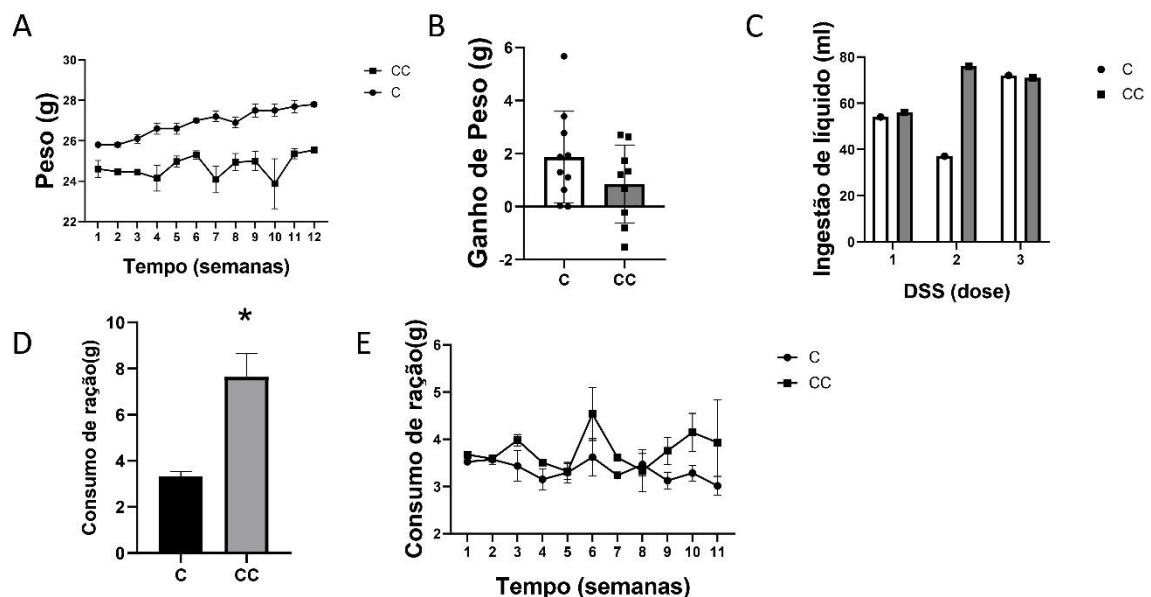 A
Peso (g)
30
28
26
24
22
1 2 3 4 5 6 7 8 9 10 11 12
Tempo (semanas)
CC
C
B
Ganho de Peso (g)
6
4
2
0
-2
C CC
C
Ingestão de líquido (ml)
80
60
40
20
0
1 2 3
DSS (dose)
C
CC
D
Consumo de ração(g)
10
8
6
4
2
0
*
C CC
E
Consumo de ração(g)
6
5
4
3
2
1 2 3 4 5 6 7 8 9 10 11
Tempo (semanas)
C
CC